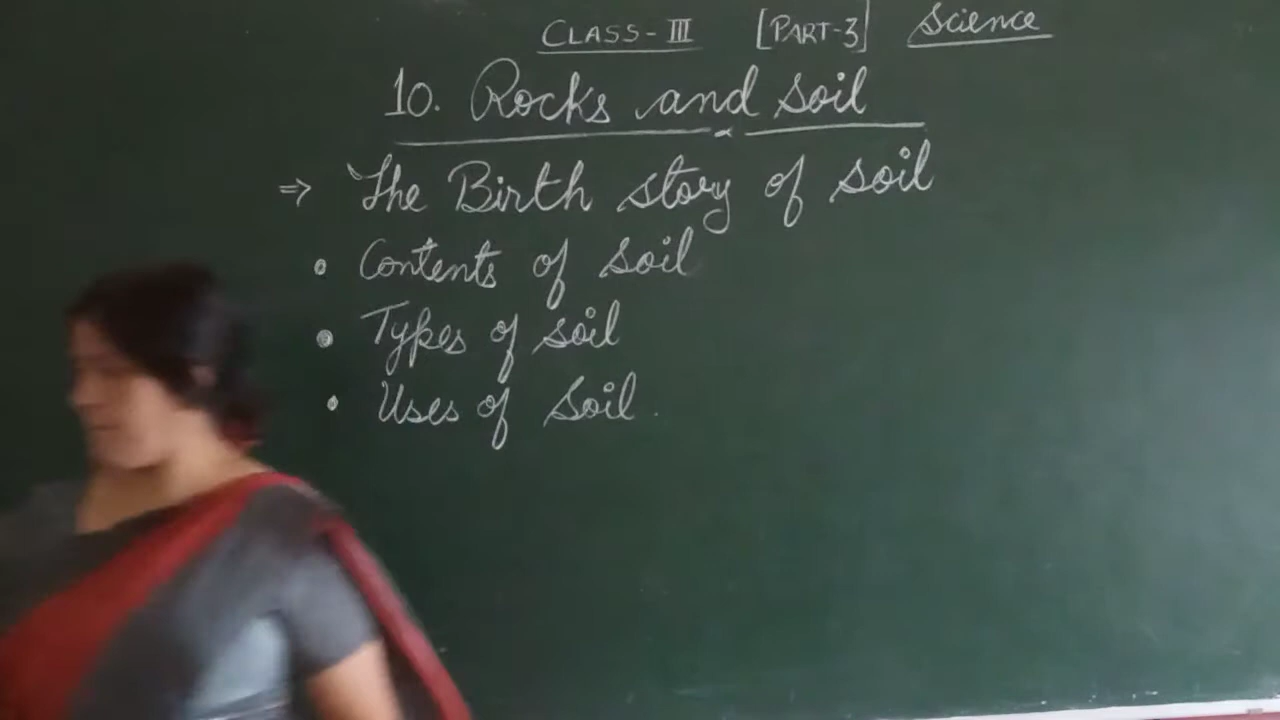 CLASS-III [PART-3] Science
10. Rocks and soil
⇒ The Birth story of soil
• Contents of soil
• Types of soil
• Uses of soil.